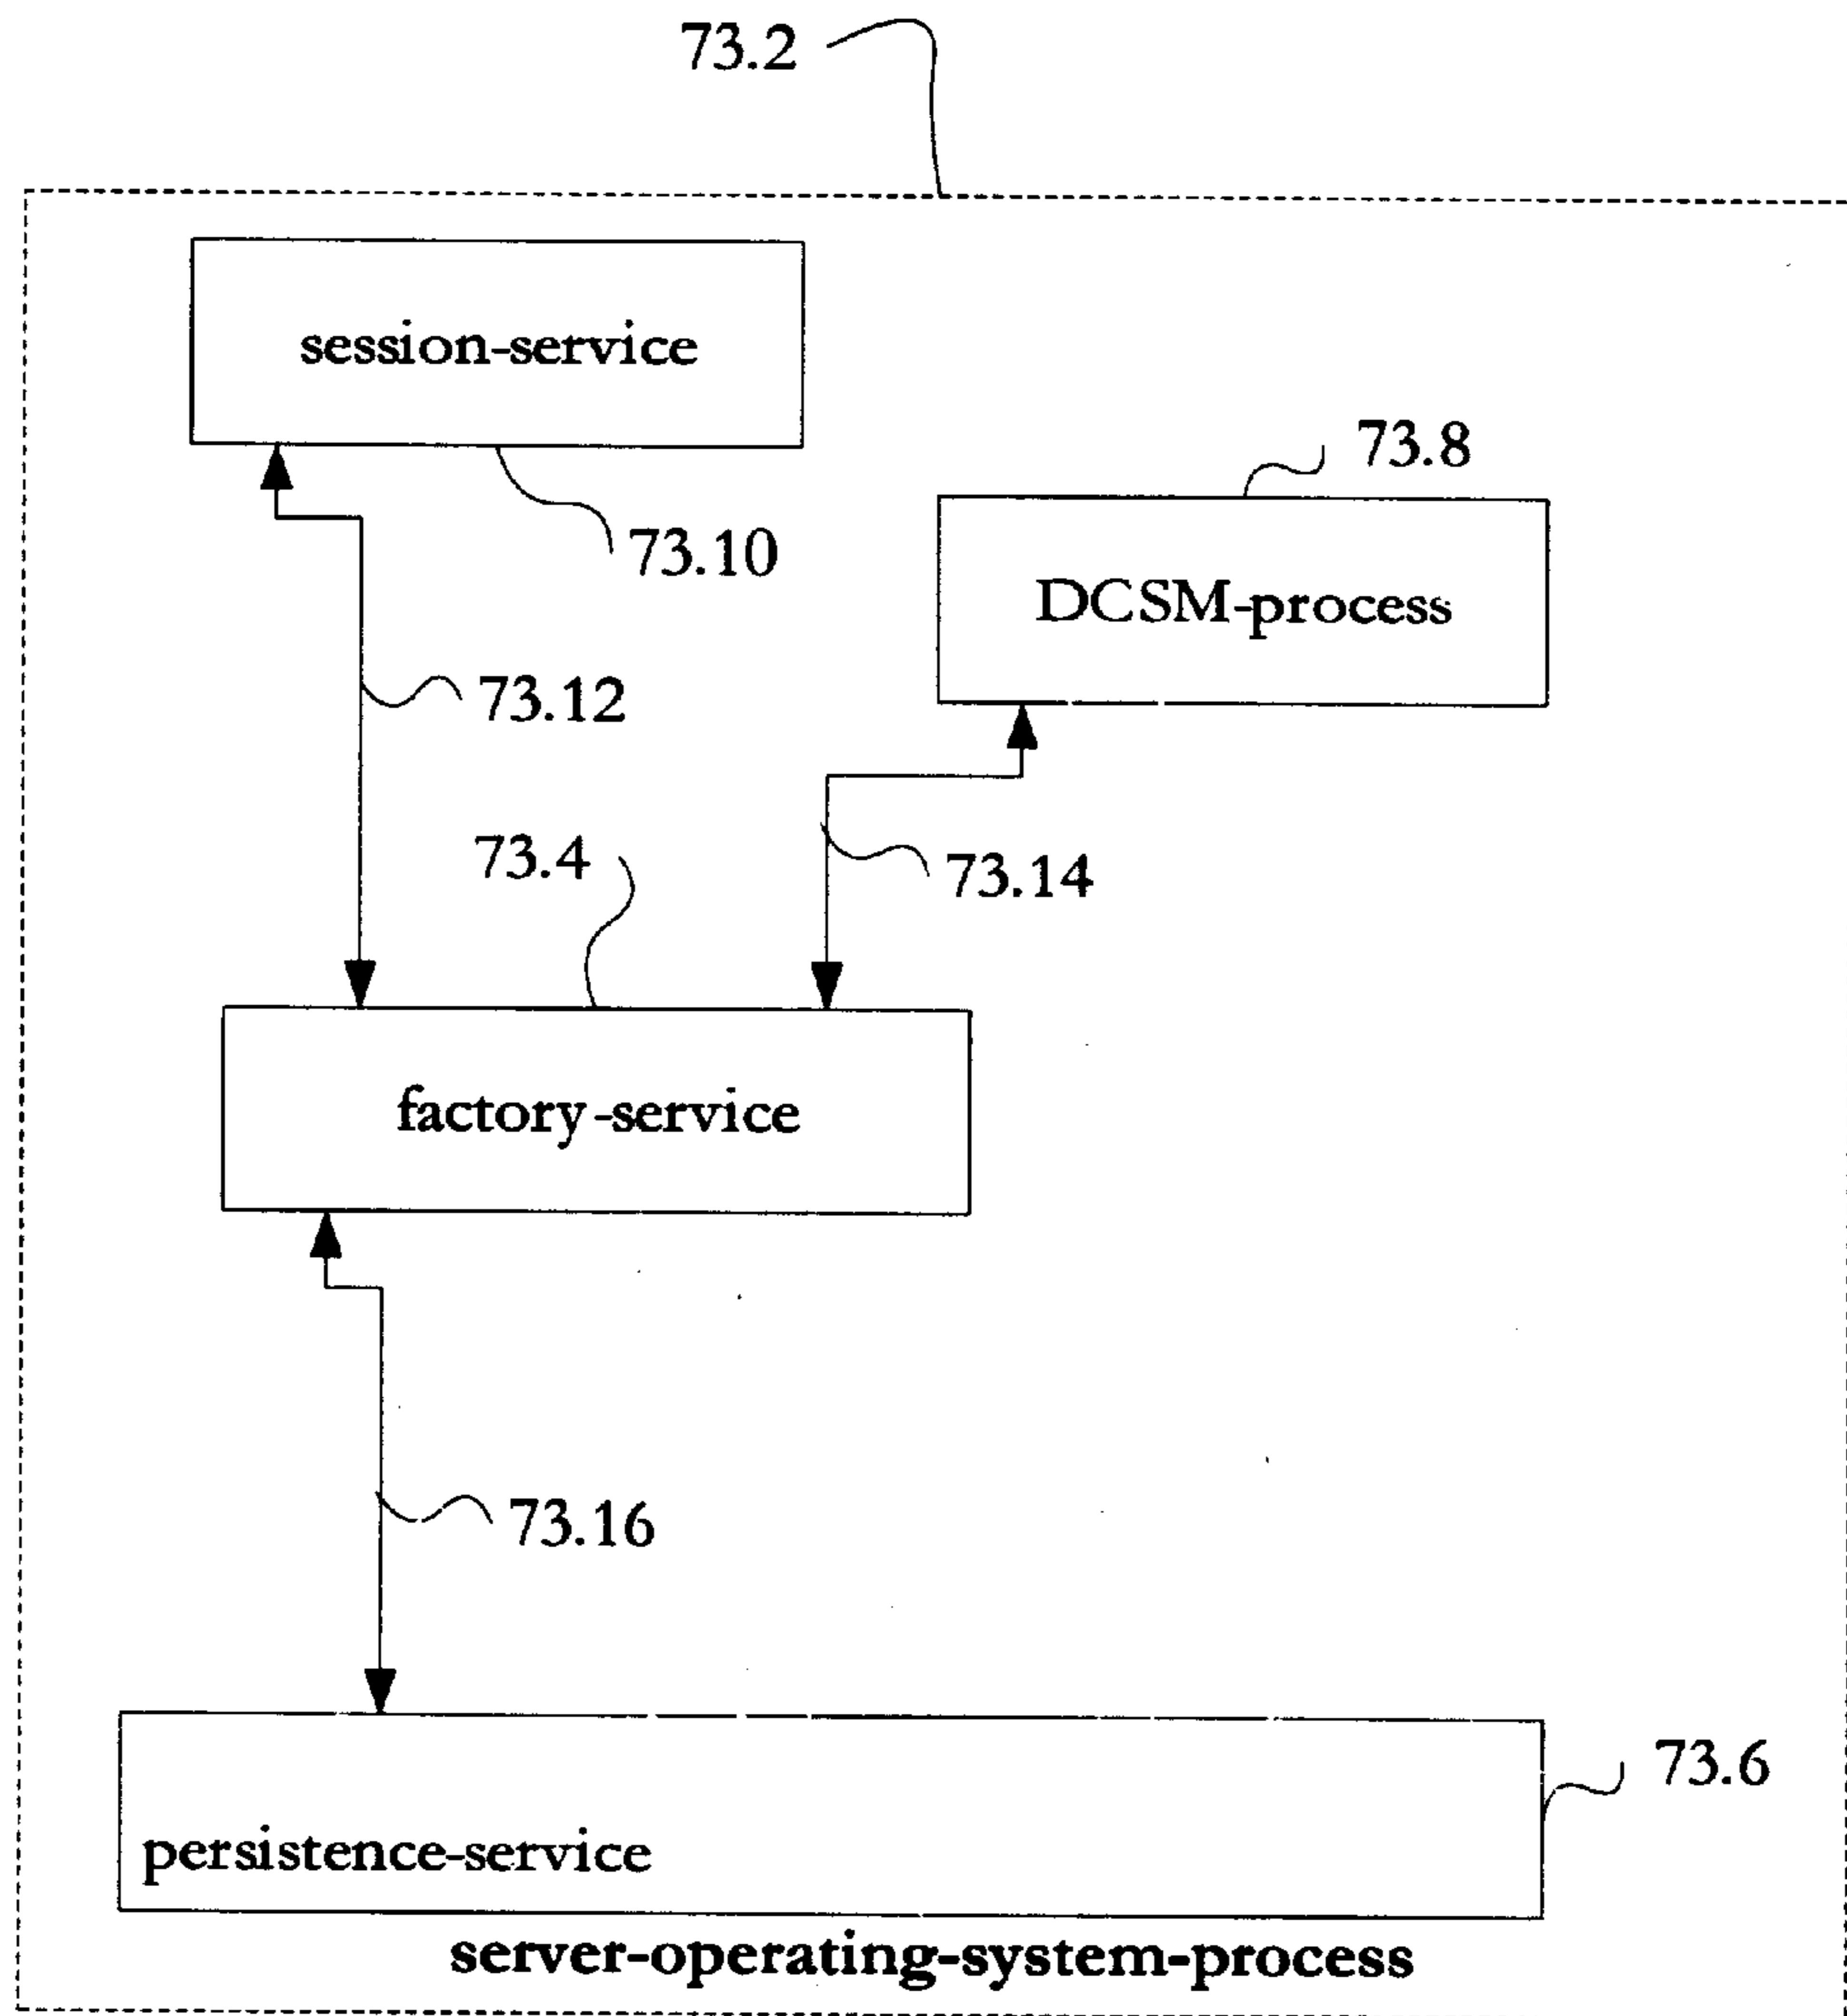 73.2
session-service
73.8
73.10
DCSM-process
73.12
73.4
73.14
factory-service
73.16
73.6
persistence-service
server-operating-system-process